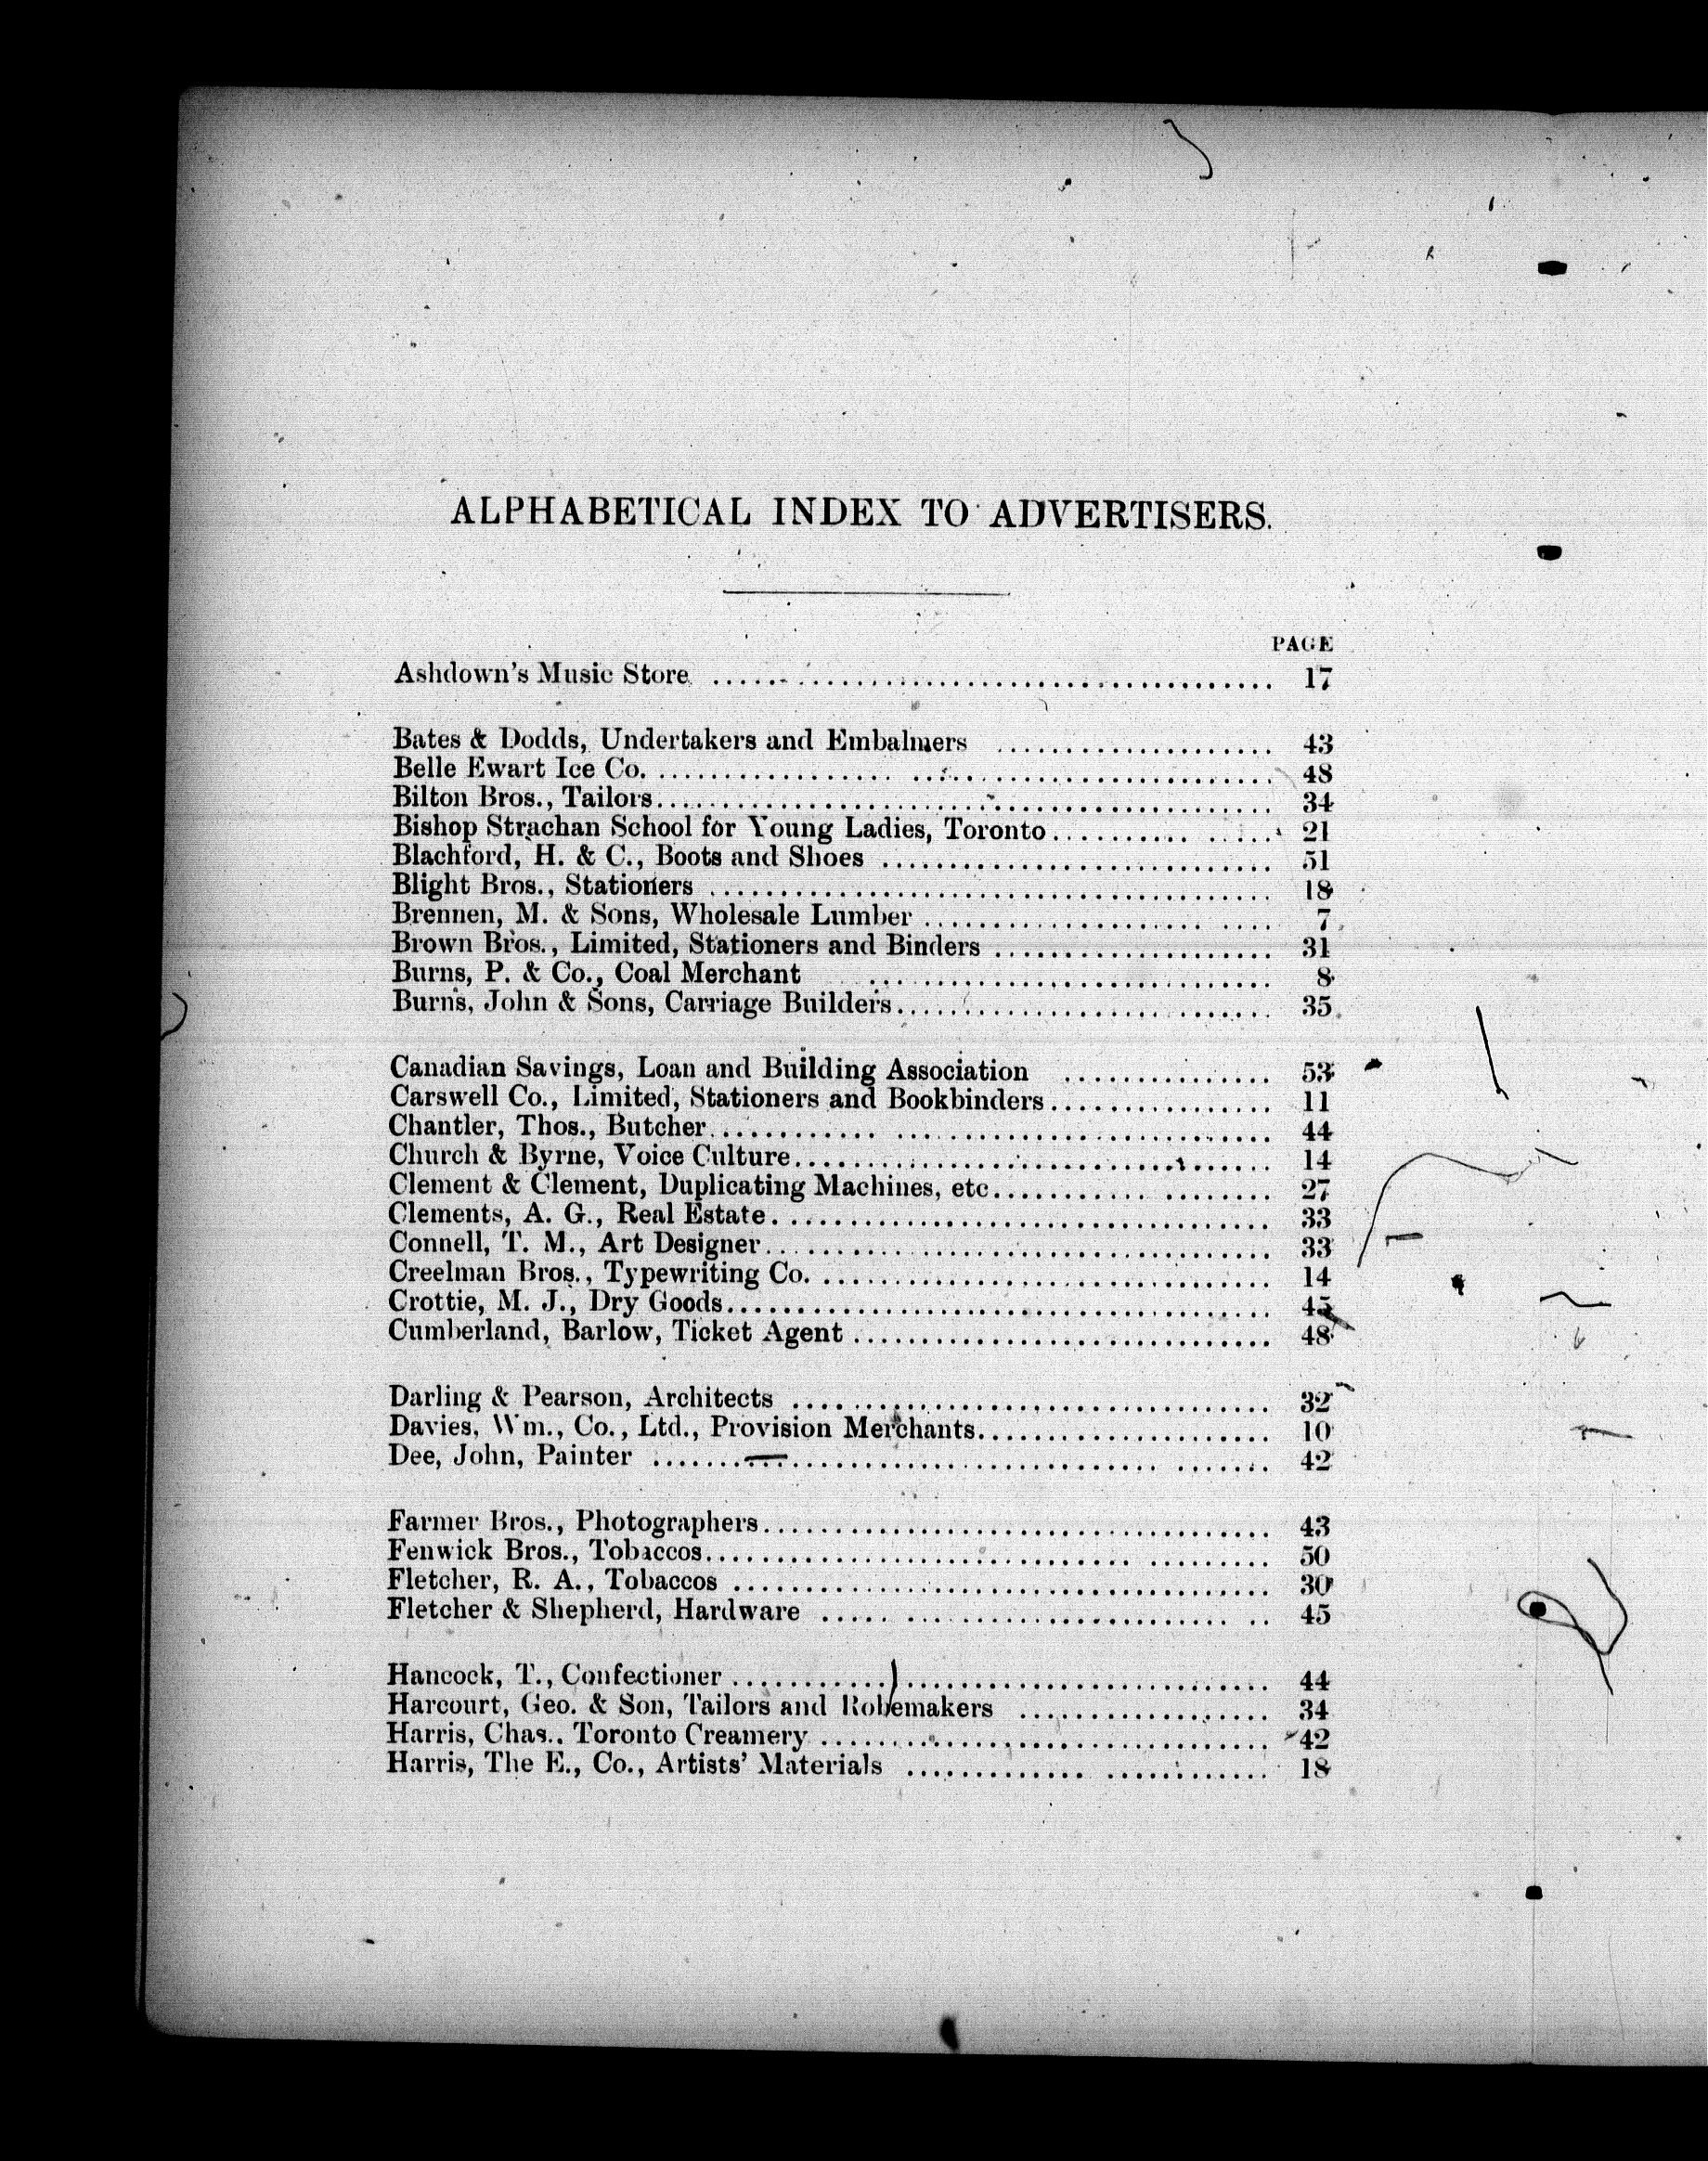 ALPHABETICAL INDEX TO ADVERTISERS.
PAGE
Ashdown's Music Store ........................................ 17
Bates & Dodds, Undertakers and Embalmers .................... 43
Belle Ewart Ice Co. ........................................ 48
Bilton Bros., Tailors........................................ 34
Bishop Strachan School for Young Ladies, Toronto................ 21
Blachford, H. & C., Boots and Shoes ............................ 51
Blight Bros., Stationers ........................................ 18
Brennen, M. & Sons, Wholesale Lumber ......................... 7
Brown Bros., Limited, Stationers and Binders .................... 31
Burns, P. & Co., Coal Merchant ............................. 8
Burns, John & Sons, Carriage Builders........................... 35
Canadian Savings, Loan and Building Association ............... 53
Carswell Co., Limited, Stationers and Bookbinders................ 11
Chantler, Thos., Butcher........................................ 44
Church & Byrne, Voice Culture................................... 14
Clement & Clement, Duplicating Machines, etc.................... 27
Clements, A. G., Real Estate.................................... 33
Connell, T. M., Art Designer.................................... 33
Creelman Bros., Typewriting Co. ................................ 14
Crottie, M. J., Dry Goods....................................... 45
Cumberland, Barlow, Ticket Agent .............................. 48
Darling & Pearson, Architects .................................. 32
Davies, Wm., Co., Ltd., Provision Merchants..................... 10
Dee, John, Painter ........................................ 42
Farmer Bros., Photographers..................................... 43
Fenwick Bros., Tobaccos........................................ 50
Fletcher, R. A., Tobaccos ...................................... 30
Fletcher & Shepherd, Hardware ................................ 45
Hancock, T., Confectioner ...................................... 44
Harcourt, Geo. & Son, Tailors and Robemakers .................. 34
Harris, Chas., Toronto Creamery ................................ 42
Harris, The E., Co., Artists' Materials ......................... 18